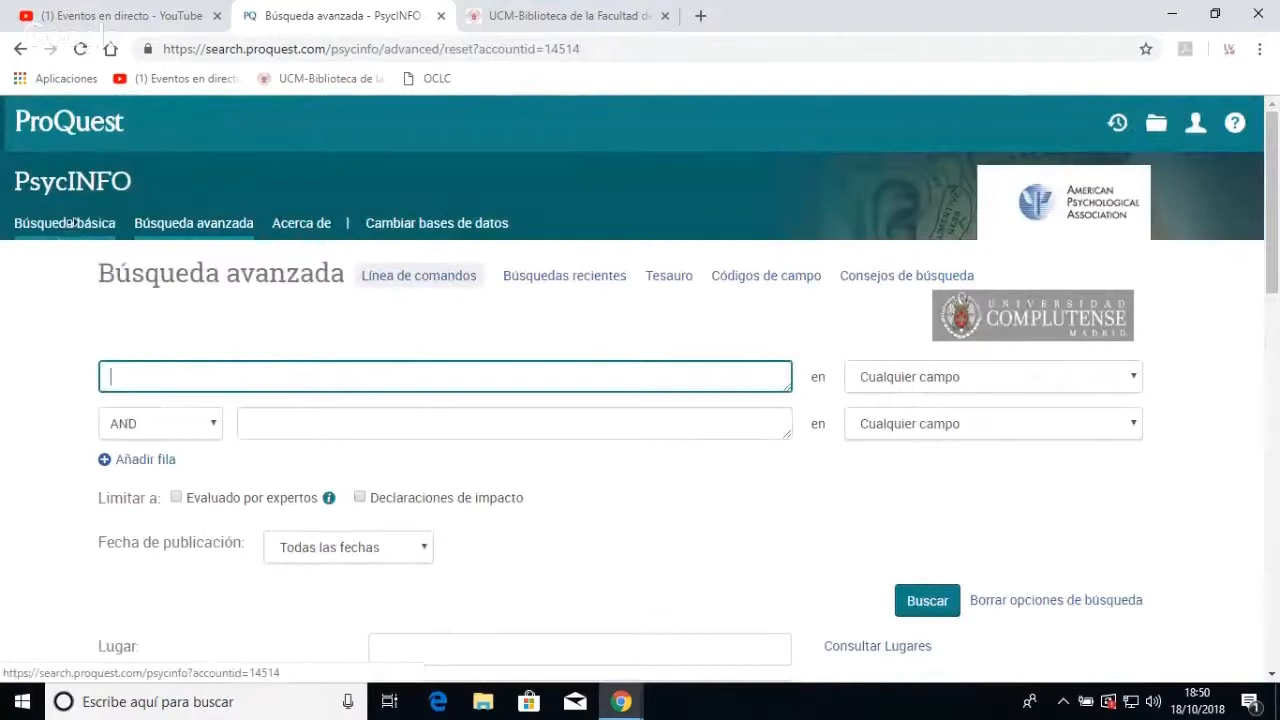 (1) Eventos en directo - YouTube
Búsqueda avanzada - PsycINFO -
UCM-Biblioteca de la Facultad de
https://search.proquest.com/psycinfo/advanced/reset?accountid=14514
Aplicaciones
(1) Eventos en direct
UCM-Biblioteca de la
OCLC
ProQuest
PsycINFO
Búsqueda básica
Búsqueda avanzada
Acerca de
|
Cambiar bases de datos
AMERICAN
PSYCHOLOGICAL
ASSOCIATION
Búsqueda avanzada
Línea de comandos
Búsquedas recientes
Tesauro
Códigos de campo
Consejos de búsqueda
UNIVERSIDAD
COMPLUTENSE
MADRID
en
Cualquier campo
AND
en
Cualquier campo
Añadir fila
Limitar a:
Evaluado por expertos
Declaraciones de impacto
Fecha de publicación:
Todas las fechas
Buscar
Borrar opciones de búsqueda
Lugar:
Consultar Lugares
https://search.proquest.com/psycinfo?accountid=14514
Escribe aquí para buscar
18:50
18/10/2018
1